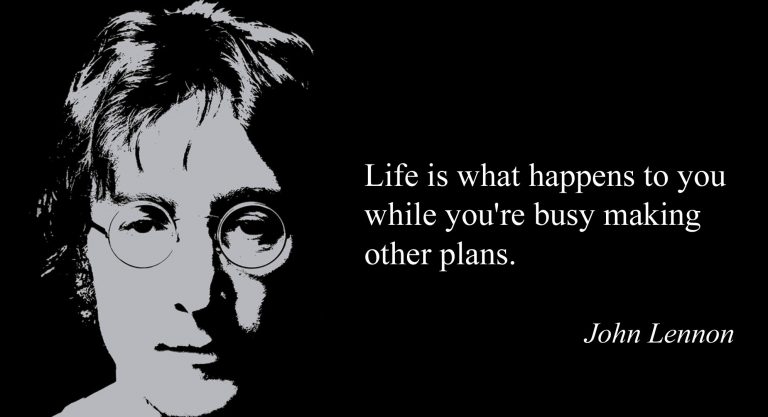 Life is what happens to you
while you're busy making
other plans.
John Lennon